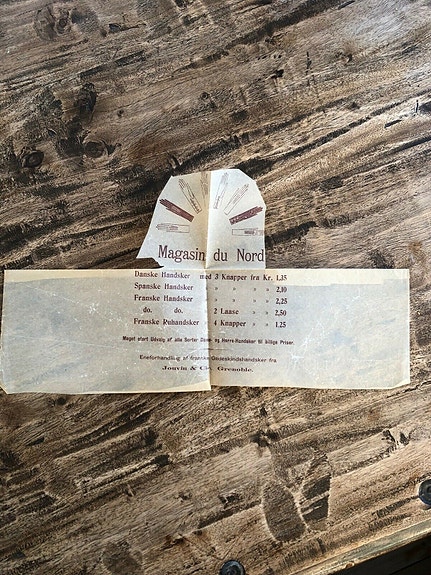 Magasin du Nord
Danske Handsker med 3 Knapper fra Kr. 1,35
Spanske Handsker " " " " 2,10
Franske Handsker " " " " 2,25
do. do. 2 Laase " " 2,50
Franske Ruhandsker 4 Knapper " " 1,25
Meget stort Udvalg af alle Sorter Dame- og Herre-Handsker til billige Priser.
Eneforhandling af franske Gedeskindshandsker fra
Jouvin & Cie, Grenoble.